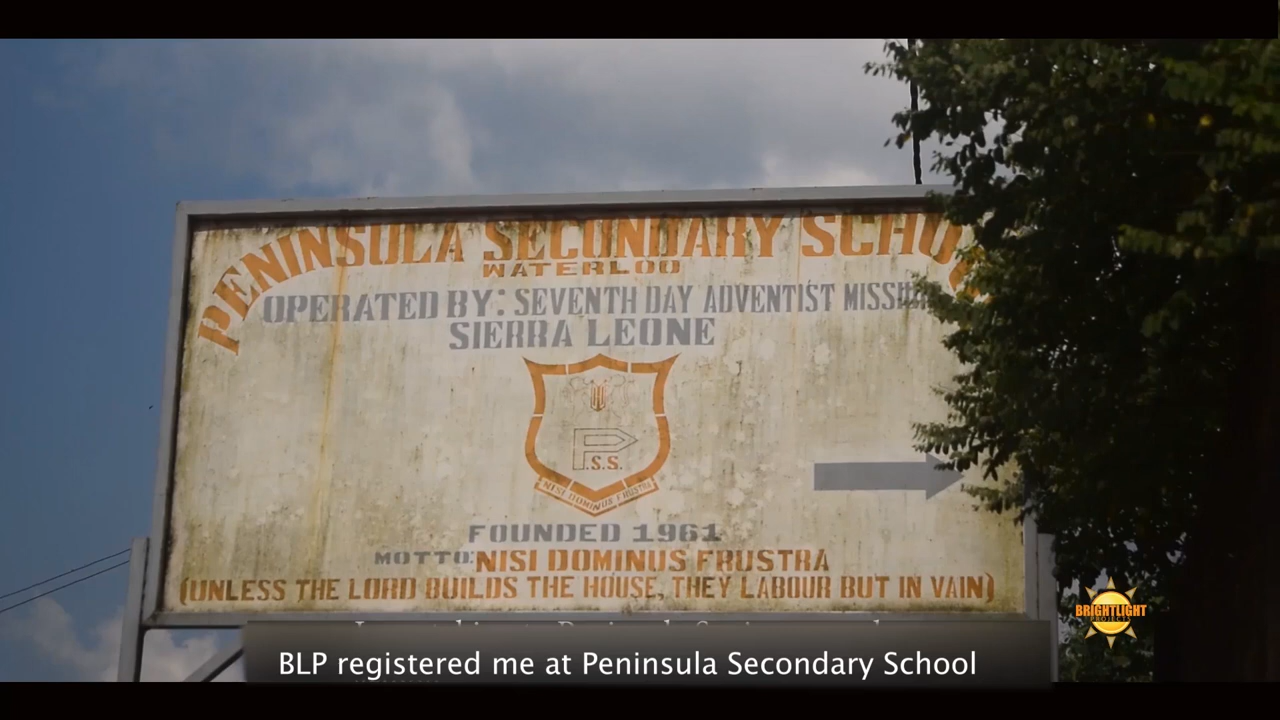 PENINSULA SECONDARY SCHOO
WATERLOO
OPERATED BY: SEVENTH DAY ADVENTIST
SIERRA LEONE
P.S.S.
NISI DOMINUS FRUSTRA
FOUNDED 1961
MOTTO: NISI DOMINUS FRUSTRA
(UNLESS THE LORD BUILDS THE HOUSE, THEY LABOUR BUT IN VAIN)
BRIGHTLIGHT
PROJECTS
BLP registered me at Peninsula Secondary School